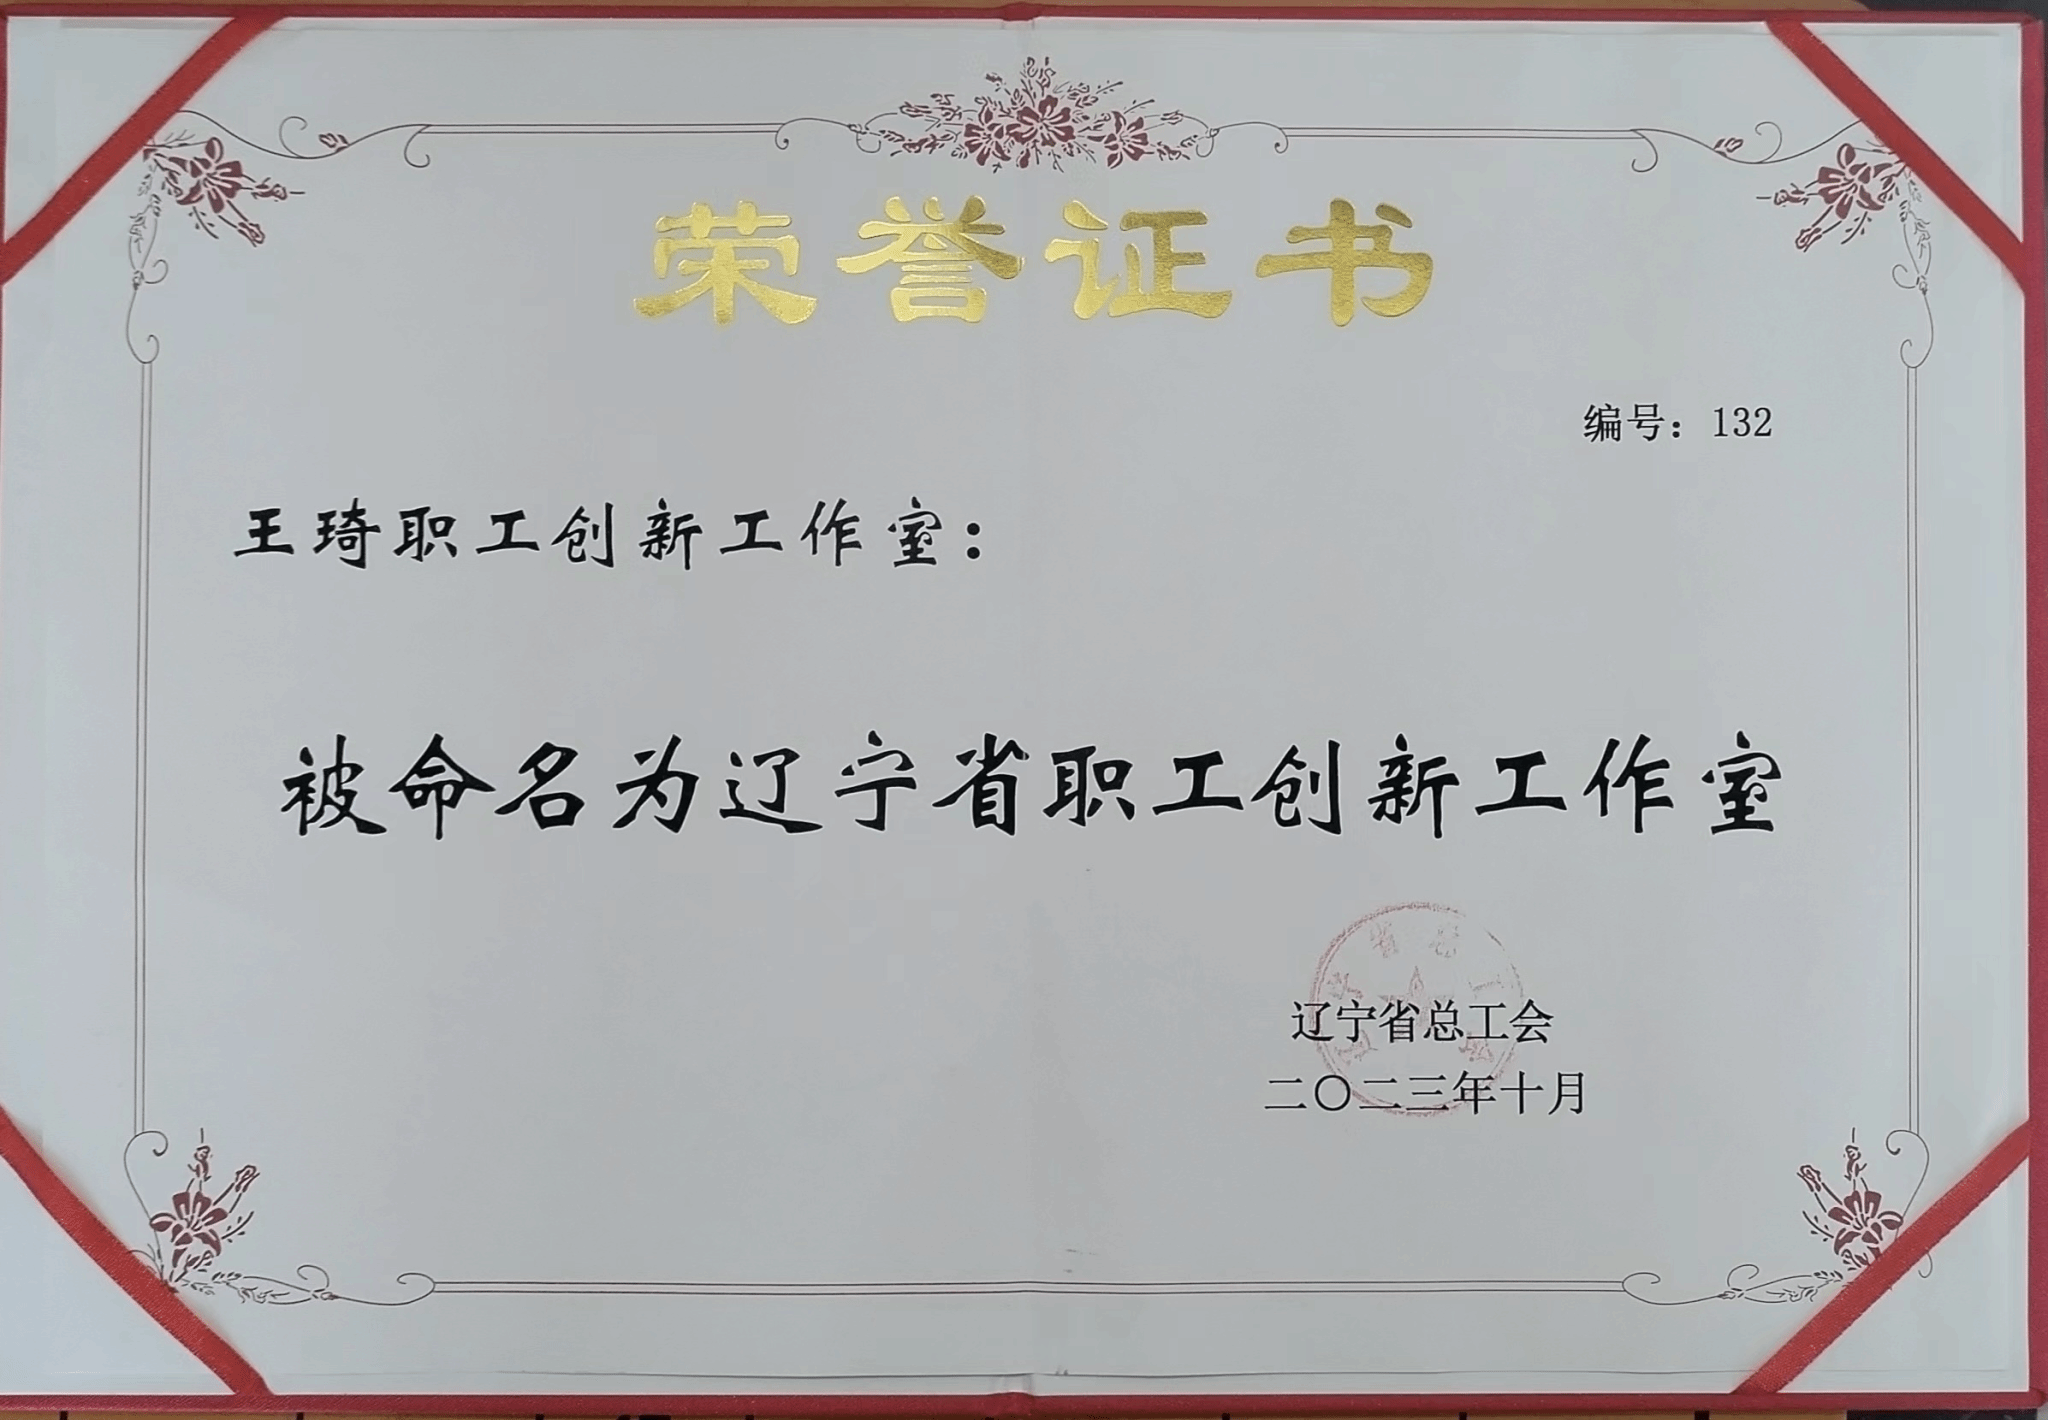 荣誉证书
编号：132
王琦职工创新工作室：
被命名为辽宁省职工创新工作室
辽宁省总工会
二〇二三年十月